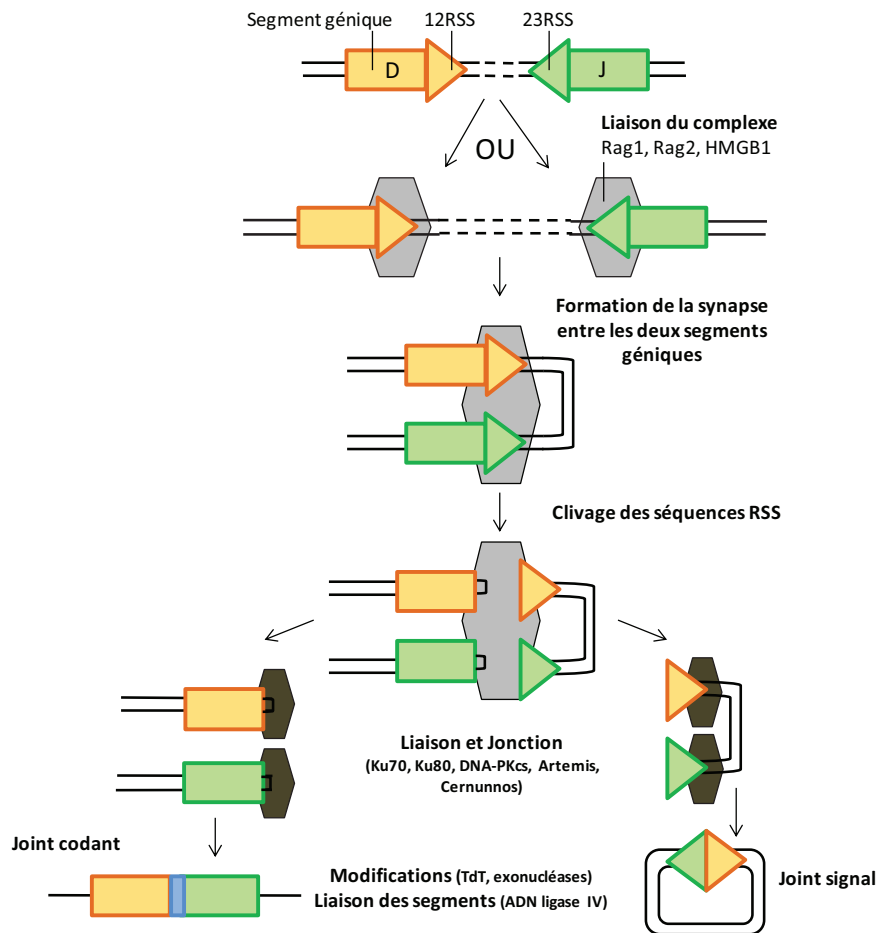 Segment génique
12RSS
23RSS
D
J
OU
Liaison du complexe
Rag1, Rag2, HMGB1
Formation de la synapse
entre les deux segments
géniques
Clivage des séquences RSS
Liaison et Jonction
(Ku70, Ku80, DNA-PKcs, Artemis,
Cernunnos)
Joint codant
Modifications (TdT, exonucléases)
Liaison des segments (ADN ligase IV)
Joint signal